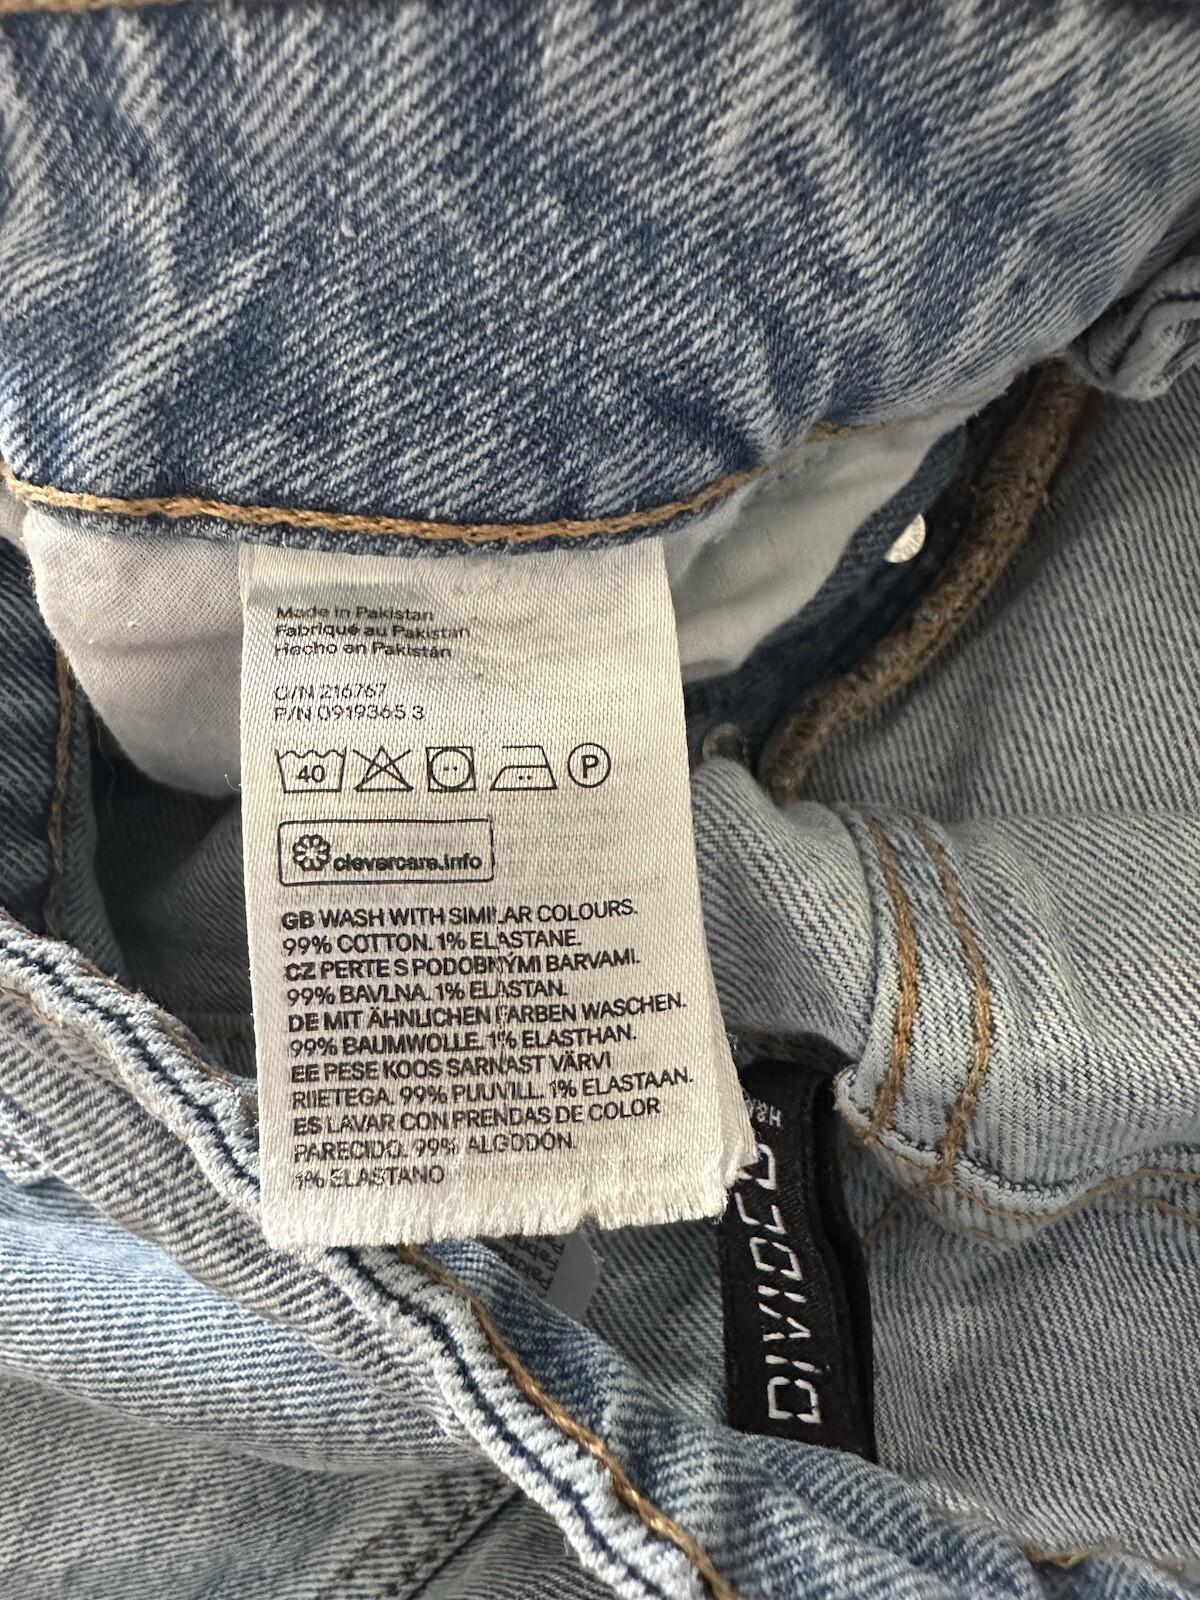 Made in Pakistan
Fabriqué au Pakistan
Hecho en Pakistán
C/N 216767
P/N 0919365 3
40
P
clevercare.info
GB WASH WITH SIMILAR COLOURS.
99% COTTON. 1% ELASTANE.
CZ PERTE S PODOBNÝMI BARVAMI.
99% BAVLNA. 1% ELASTAN.
DE MIT ÄHNLICHEN FARBEN WASCHEN.
99% BAUMWOLLE. 1% ELASTHAN.
EE PESE KOOS SARNAST VÄRVI
RIIETEGA. 99% PUUVILL. 1% ELASTAAN.
ES LAVAR CON PRENDAS DE COLOR
PARECIDO. 99% ALGODÓN.
1% ELASTANO
DIVIDED